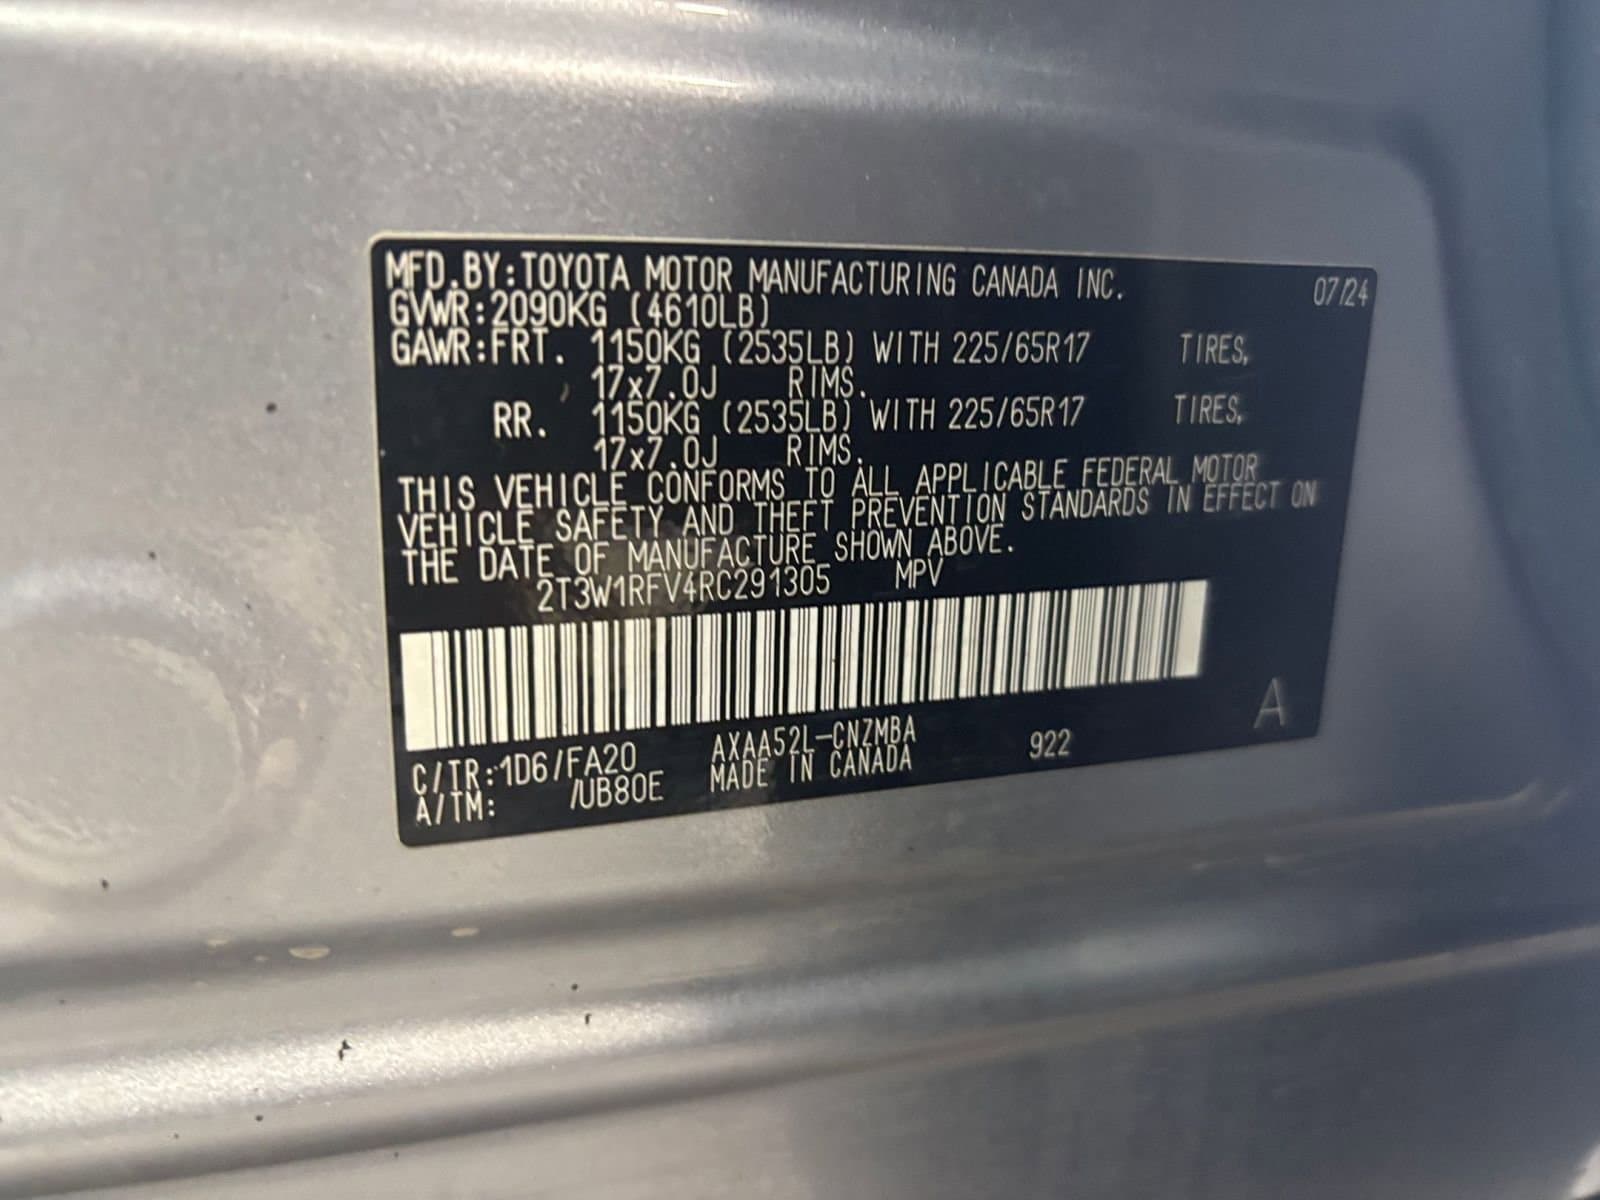 MFD.BY:TOYOTA MOTOR MANUFACTURING CANADA INC. 07/24
GVWR:2090KG (4610LB)
GAWR:FRT. 1150KG (2535LB) WITH 225/65R17 TIRES,
17x7.0J RIMS.
RR. 1150KG (2535LB) WITH 225/65R17 TIRES,
17x7.0J RIMS.
THIS VEHICLE CONFORMS TO ALL APPLICABLE FEDERAL MOTOR
VEHICLE SAFETY AND THEFT PREVENTION STANDARDS IN EFFECT ON
THE DATE OF MANUFACTURE SHOWN ABOVE.
2T3W1RFV4RC291305 MPV
A
C/TR:1D6/FA20 AXAA52L-CNZMBA 922
A/TM: /UB80E MADE IN CANADA